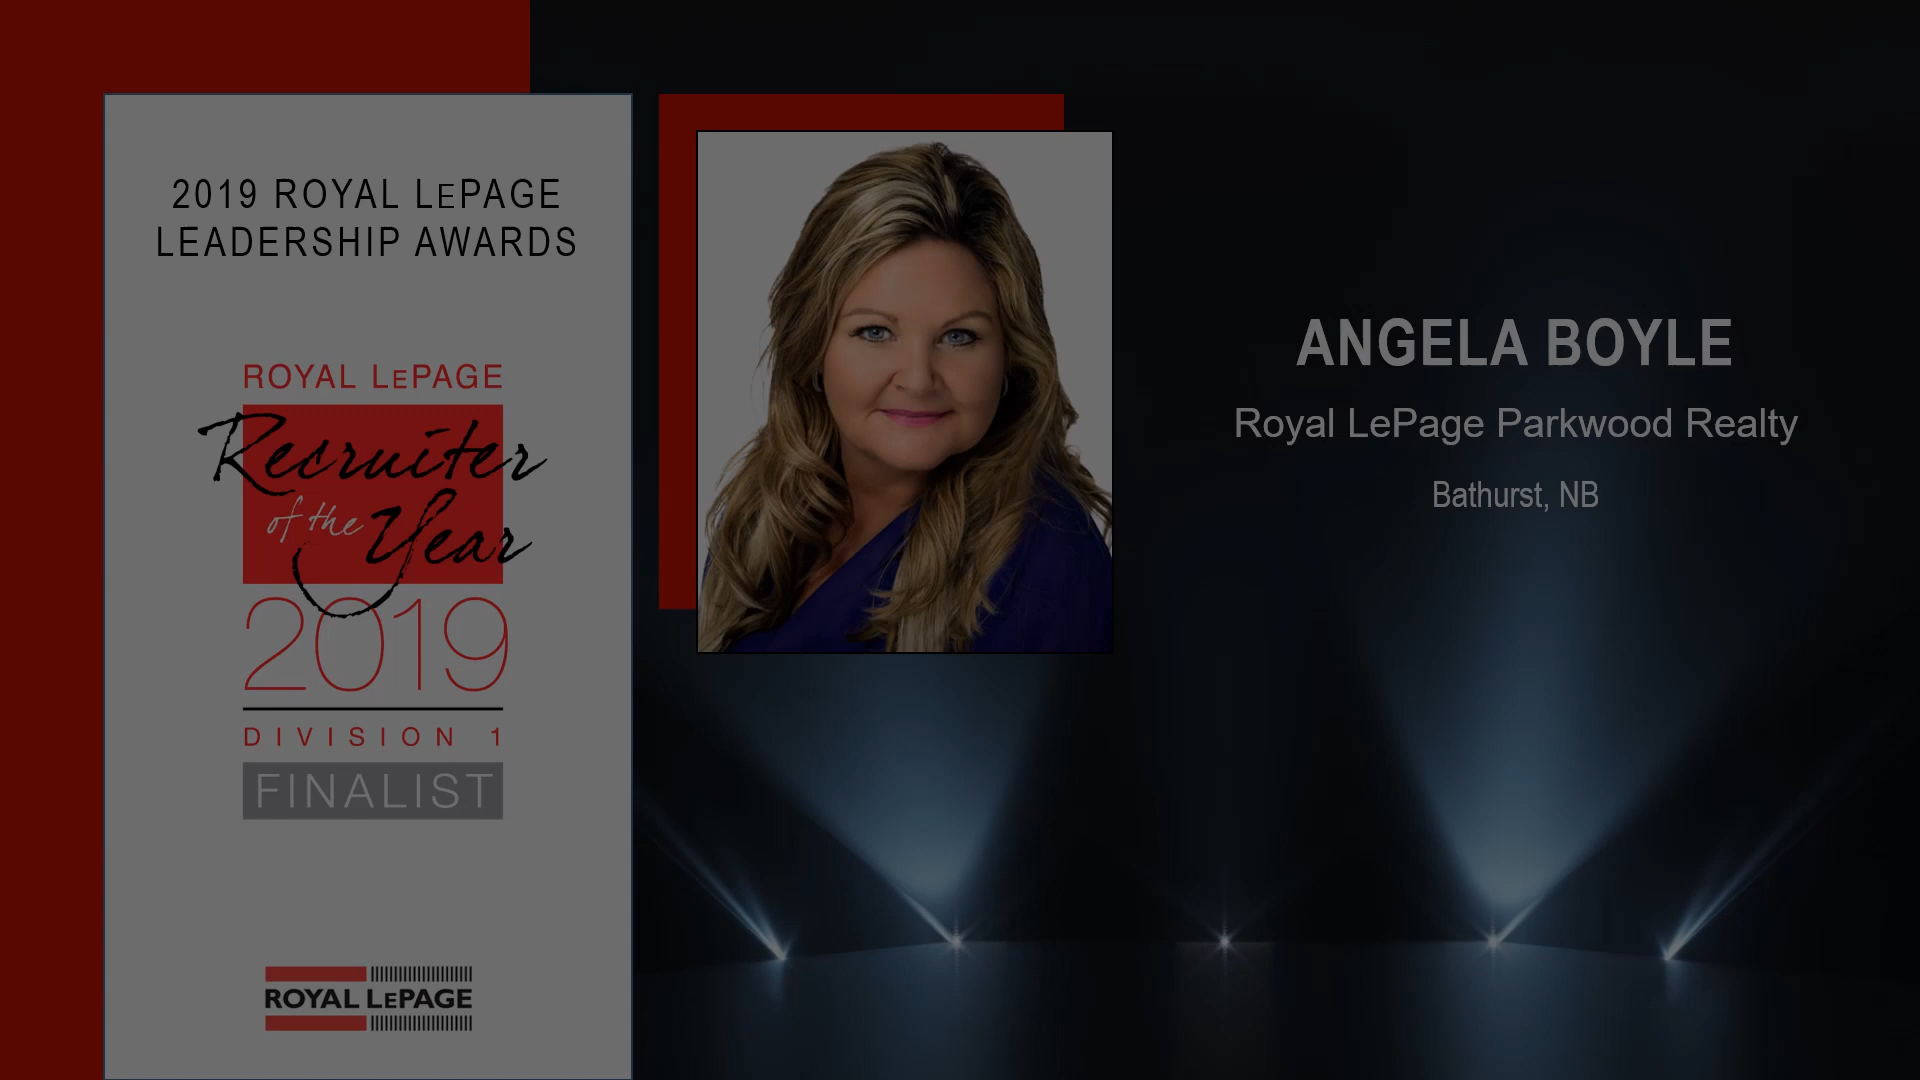 2019 ROYAL LEPAGE
LEADERSHIP AWARDS
ROYAL LEPAGE
Recruiter
of the Year
2019
DIVISION 1
FINALIST
ROYAL LEPAGE
ANGELA BOYLE
Royal LePage Parkwood Realty
Bathurst, NB